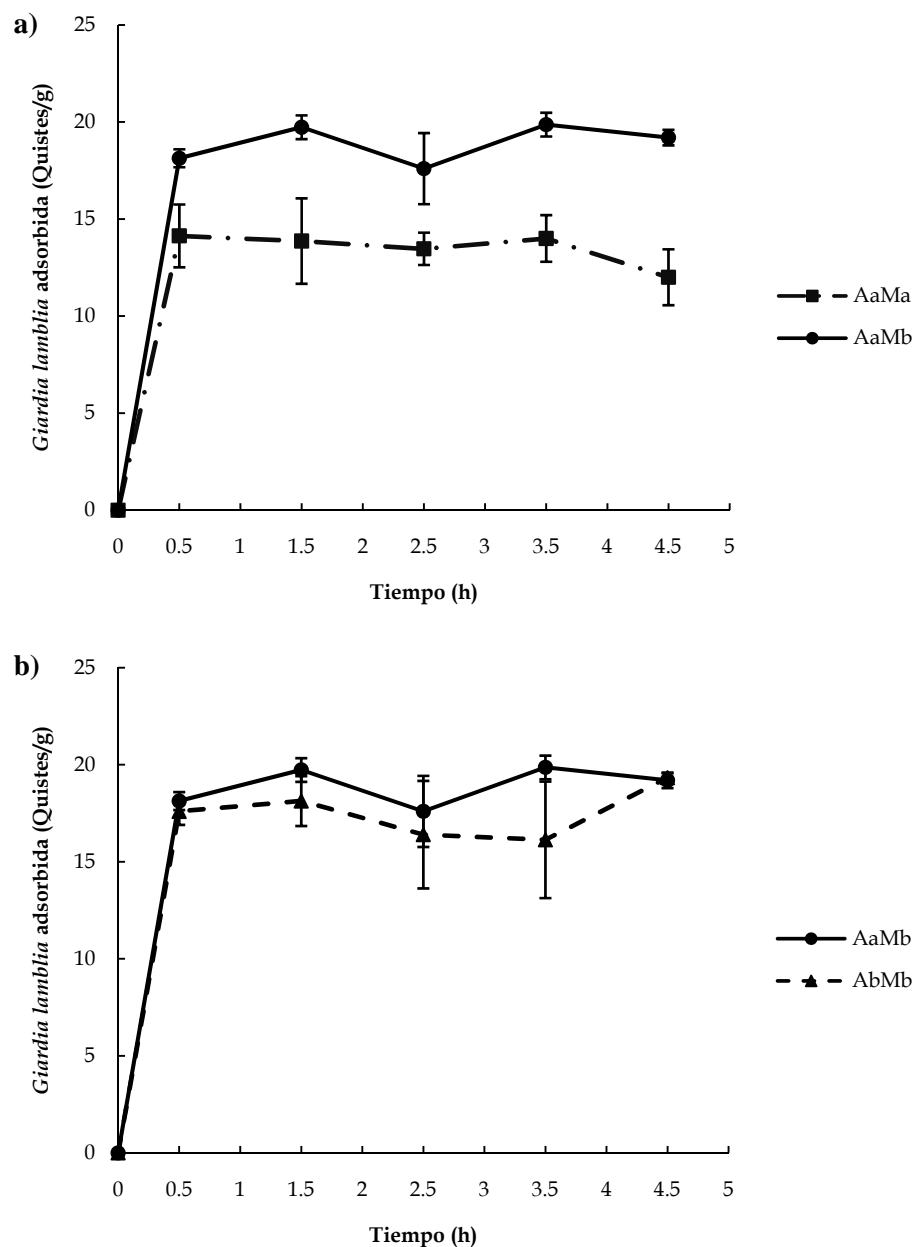 a)
25
20
15
10
5
0
Giardia lamblia adsorbida (Quistes/g)
0 0.5 1 1.5 2 2.5 3 3.5 4 4.5 5
Tiempo (h)
AaMa
AaMb
b)
25
20
15
10
5
0
Giardia lamblia adsorbida (Quistes/g)
0 0.5 1 1.5 2 2.5 3 3.5 4 4.5 5
Tiempo (h)
AaMb
AbMb